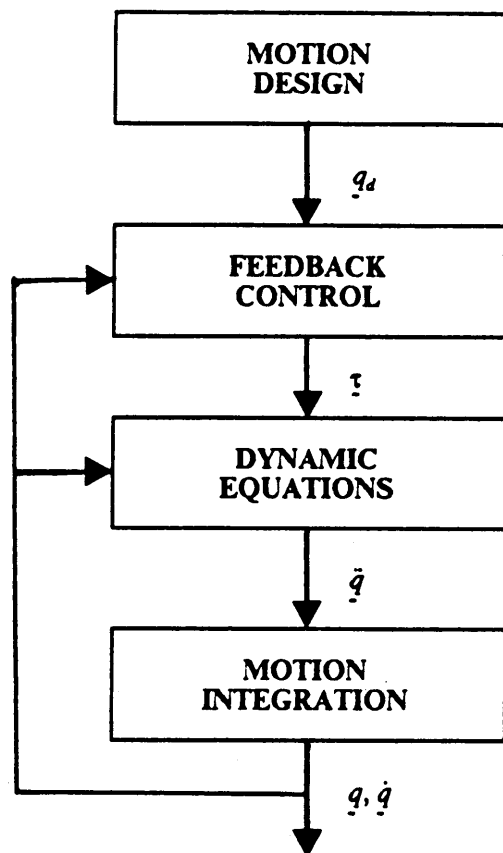 MOTION
DESIGN
q_d
FEEDBACK
CONTROL
τ
DYNAMIC
EQUATIONS
q̈
MOTION
INTEGRATION
q, q̇